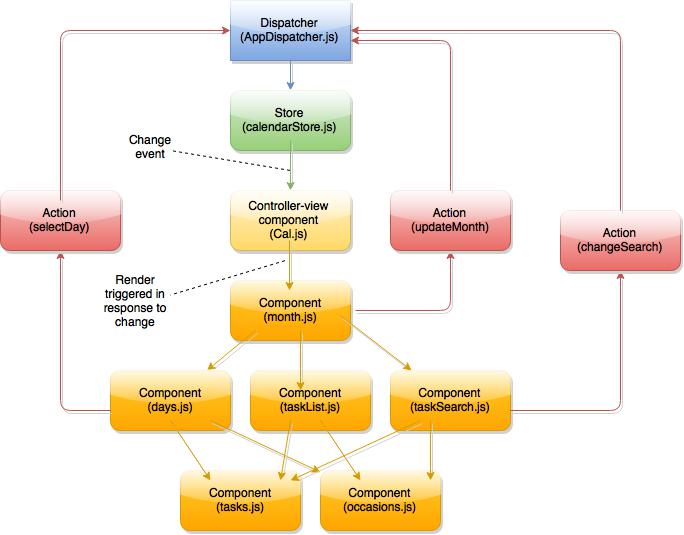 Dispatcher
(AppDispatcher.js)
Store
(calendarStore.js)
Change
event
Controller-view
component
(Cal.js)
Action
(selectDay)
Action
(updateMonth)
Action
(changeSearch)
Render
triggered in
response to
change
Component
(month.js)
Component
(days.js)
Component
(taskList.js)
Component
(taskSearch.js)
Component
(tasks.js)
Component
(occasions.js)